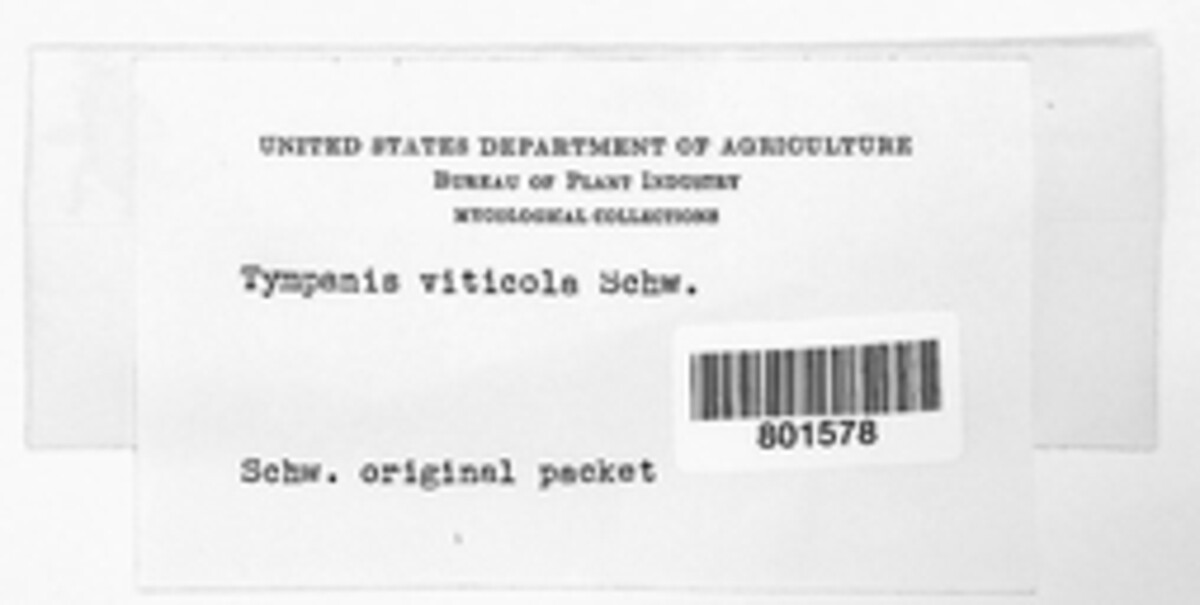 UNITED STATES DEPARTMENT OF AGRICULTURE
BUREAU OF PLANT INDUSTRY
MYCOLOGICAL COLLECTIONS
Tympanis viticola Schw.
801578
Schw. original packet